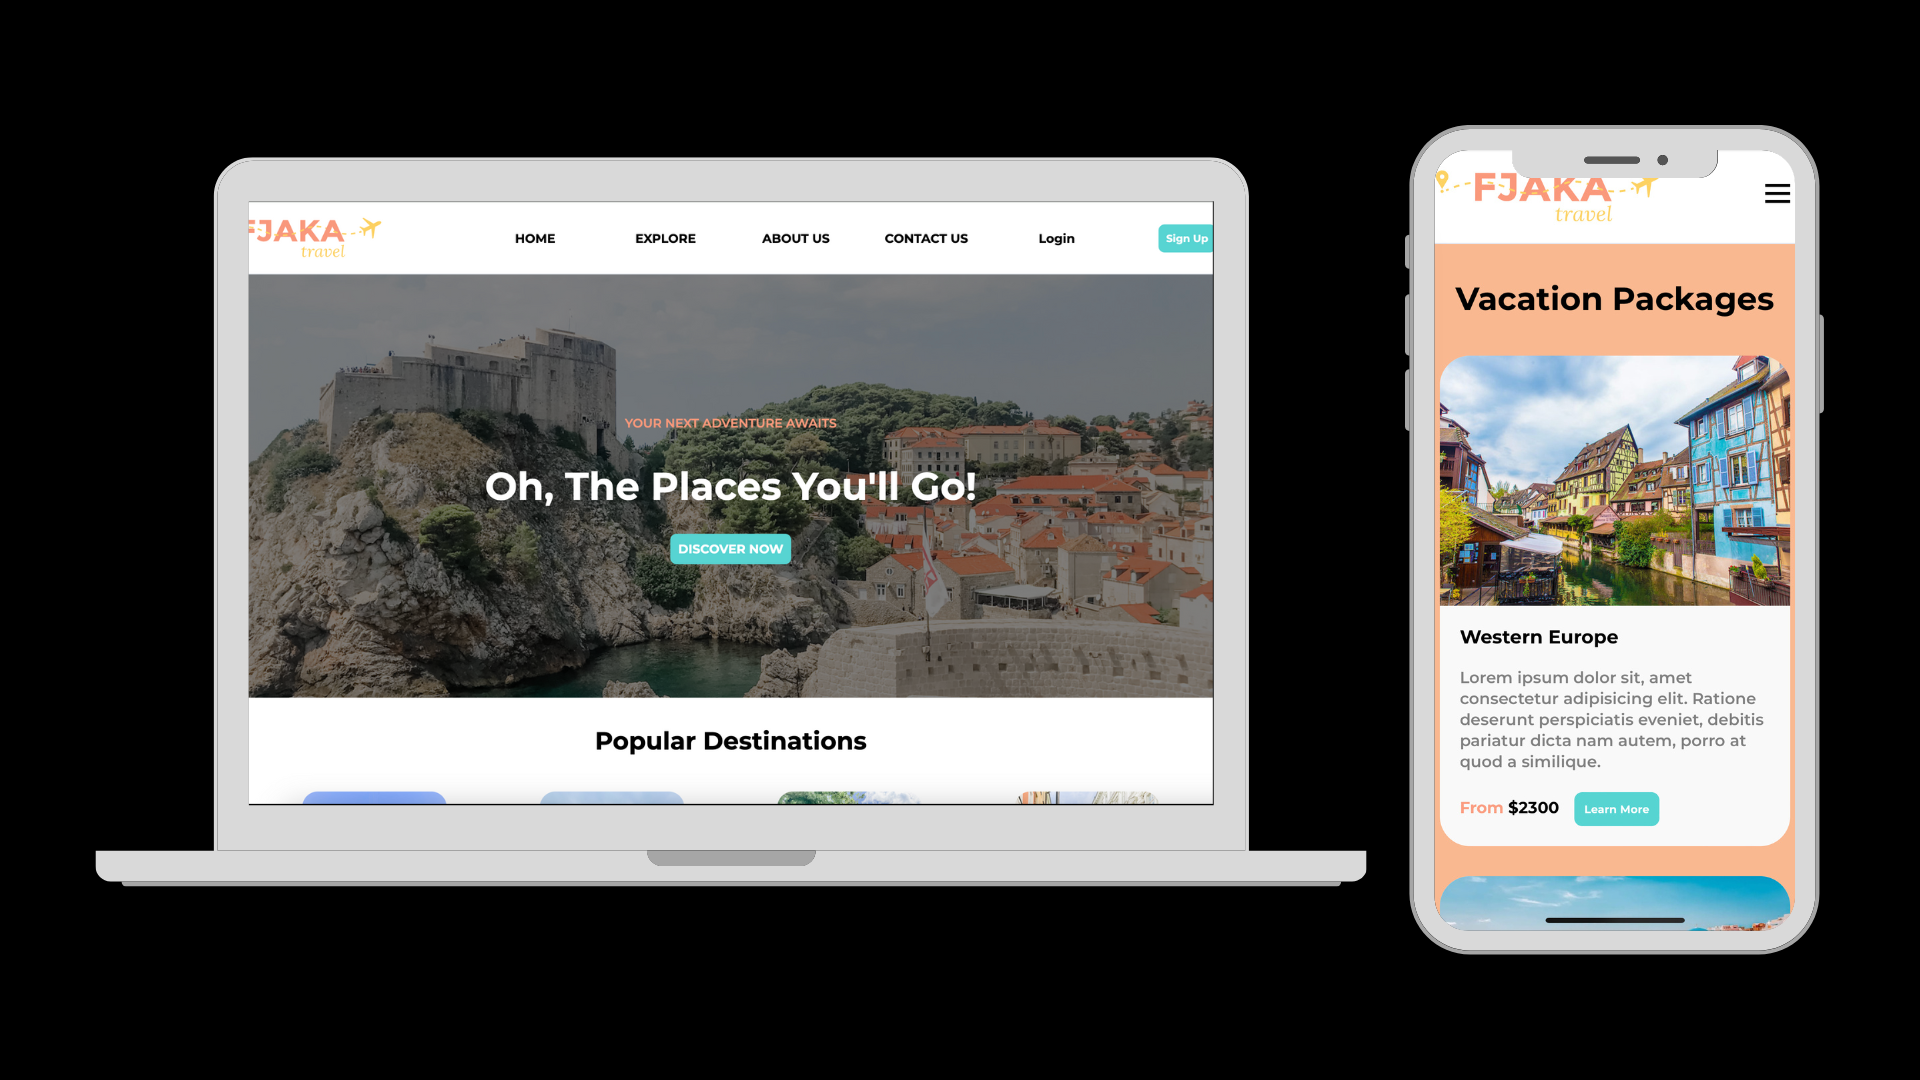 FJAKA
travel
HOME
EXPLORE
ABOUT US
CONTACT US
Login
Sign Up
YOUR NEXT ADVENTURE AWAITS
Oh, The Places You'll Go!
DISCOVER NOW
Popular Destinations
FJAKA
travel
Vacation Packages
Western Europe
Lorem ipsum dolor sit, amet
consectetur adipisicing elit. Ratione
deserunt perspiciatis eveniet, debitis
pariatur dicta nam autem, porro at
quod a similique.
From $2300
Learn More